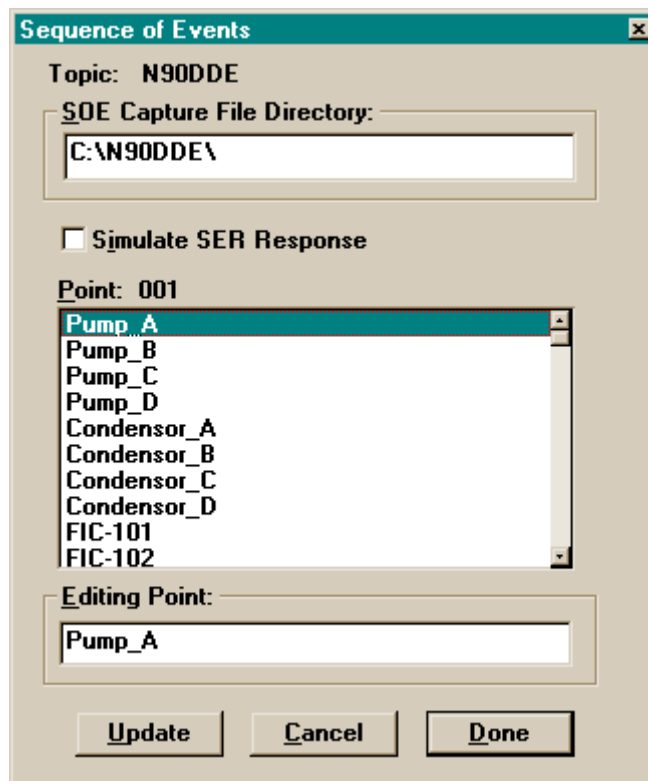 Sequence of Events
Topic: N90DDE
SOE Capture File Directory:
C:\N90DDE\
Simulate SER Response
Point: 001
Pump_A
Pump_B
Pump_C
Pump_D
Condensor_A
Condensor_B
Condensor_C
Condensor_D
FIC-101
FIC-102
Editing Point:
Pump_A
Update Cancel Done